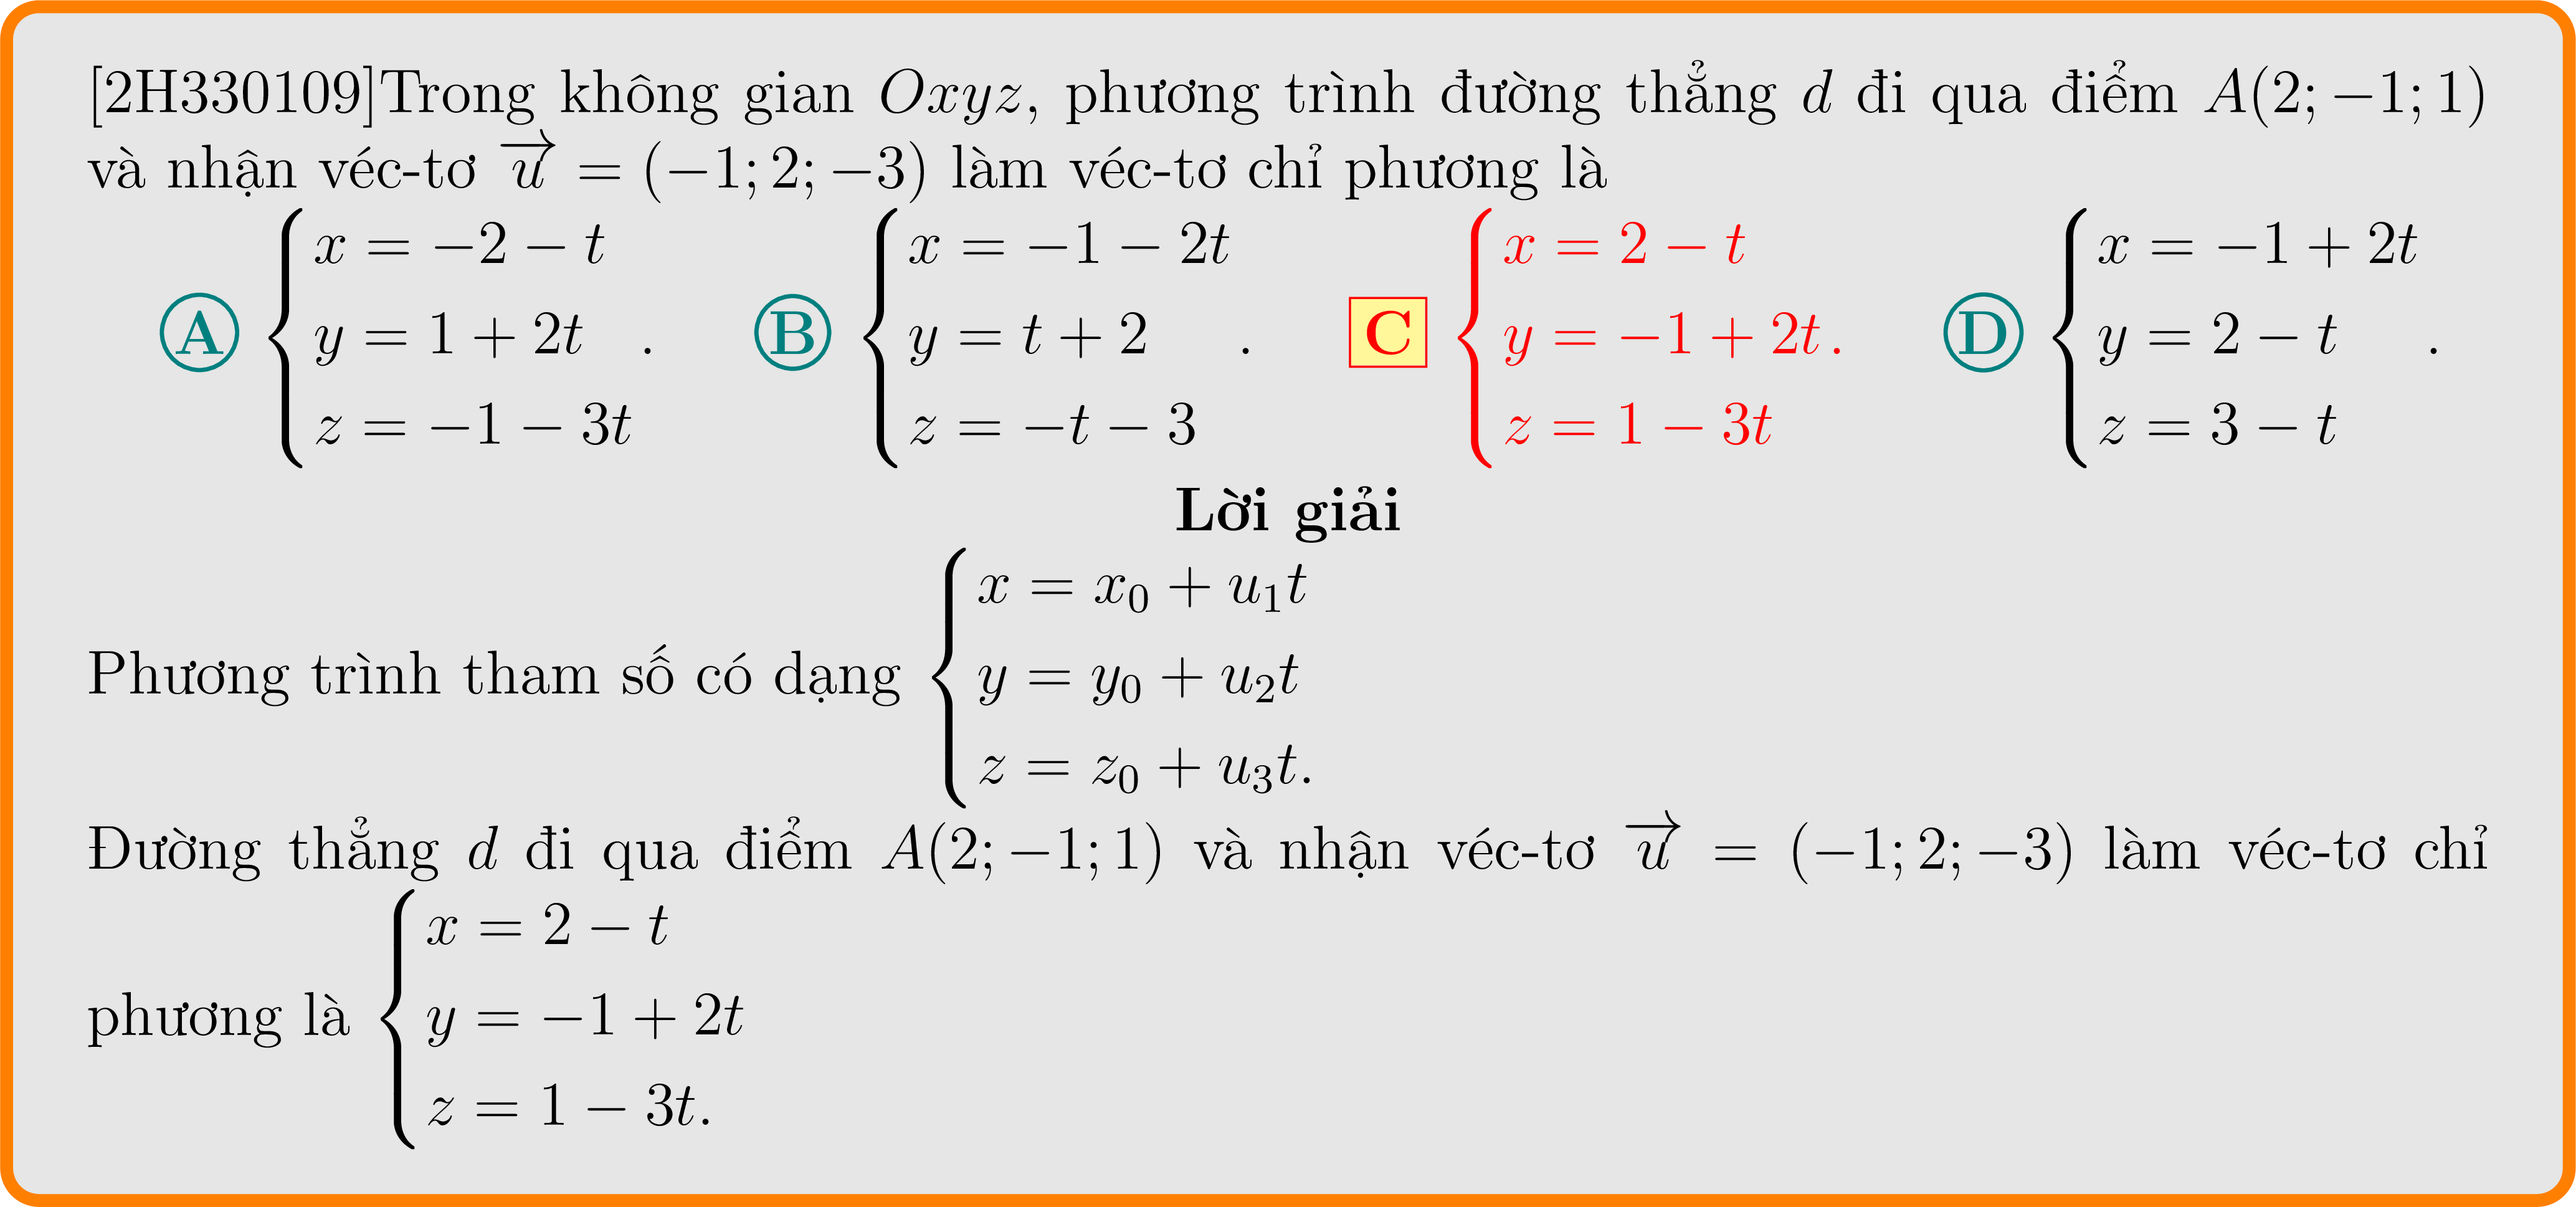 [2H330109]Trong không gian Oxyz, phương trình đường thẳng d đi qua điểm A(2; −1; 1)
và nhận véc-tơ $\overrightarrow{u}$ = (−1; 2; −3) làm véc-tơ chỉ phương là
A $\begin{cases} x = -2 - t \\ y = 1 + 2t \\ z = -1 - 3t \end{cases}$. B $\begin{cases} x = -1 - 2t \\ y = t + 2 \\ z = -t - 3 \end{cases}$. C $\begin{cases} x = 2 - t \\ y = -1 + 2t \\ z = 1 - 3t \end{cases}$. D $\begin{cases} x = -1 + 2t \\ y = 2 - t \\ z = 3 - t \end{cases}$.
Lời giải
Phương trình tham số có dạng $\begin{cases} x = x_0 + u_1t \\ y = y_0 + u_2t \\ z = z_0 + u_3t. \end{cases}$
Đường thẳng d đi qua điểm A(2; −1; 1) và nhận véc-tơ $\overrightarrow{u}$ = (−1; 2; −3) làm véc-tơ chỉ
phương là $\begin{cases} x = 2 - t \\ y = -1 + 2t \\ z = 1 - 3t. \end{cases}$